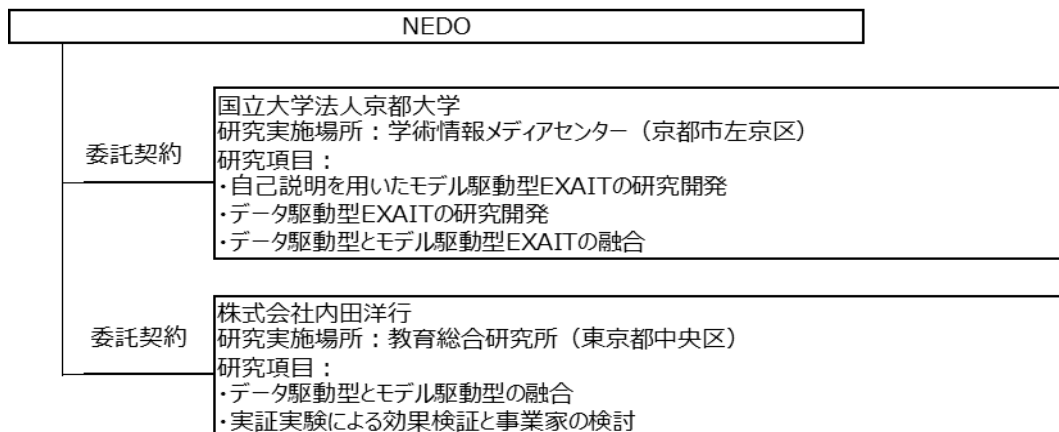 NEDO
委託契約
国立大学法人京都大学
研究実施場所：学術情報メディアセンター（京都市左京区）
研究項目：
・自己説明を用いたモデル駆動型EXAITの研究開発
・データ駆動型EXAITの研究開発
・データ駆動型とモデル駆動型EXAITの融合
委託契約
株式会社内田洋行
研究実施場所：教育総合研究所（東京都中央区）
研究項目：
・データ駆動型とモデル駆動型の融合
・実証実験による効果検証と事業家の検討